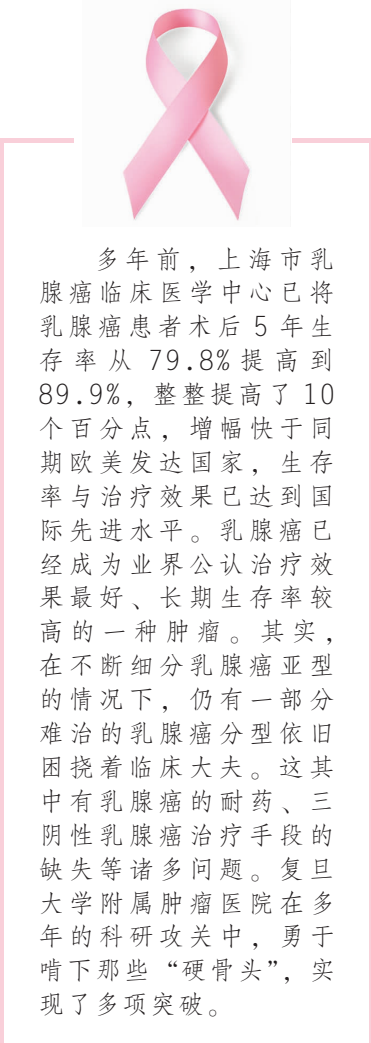 多年前，上海市乳
腺癌临床医学中心已将
乳腺癌患者术后5年生
存率从79.8%提高到
89.9%，整整提高了10
个百分点，增幅快于同
期欧美发达国家，生存
率与治疗效果已达到国
际先进水平。乳腺癌已
经成为业界公认治疗效
果最好、长期生存率较
高的一种肿瘤。其实，
在不断细分乳腺癌亚型
的情况下，仍有一部分
难治的乳腺癌分型依旧
困挠着临床大夫。这其
中有乳腺癌的耐药、三
阴性乳腺癌治疗手段的
缺失等诸多问题。复旦
大学附属肿瘤医院在多
年的科研攻关中，勇于
啃下那些“硬骨头”，实
现了多项突破。